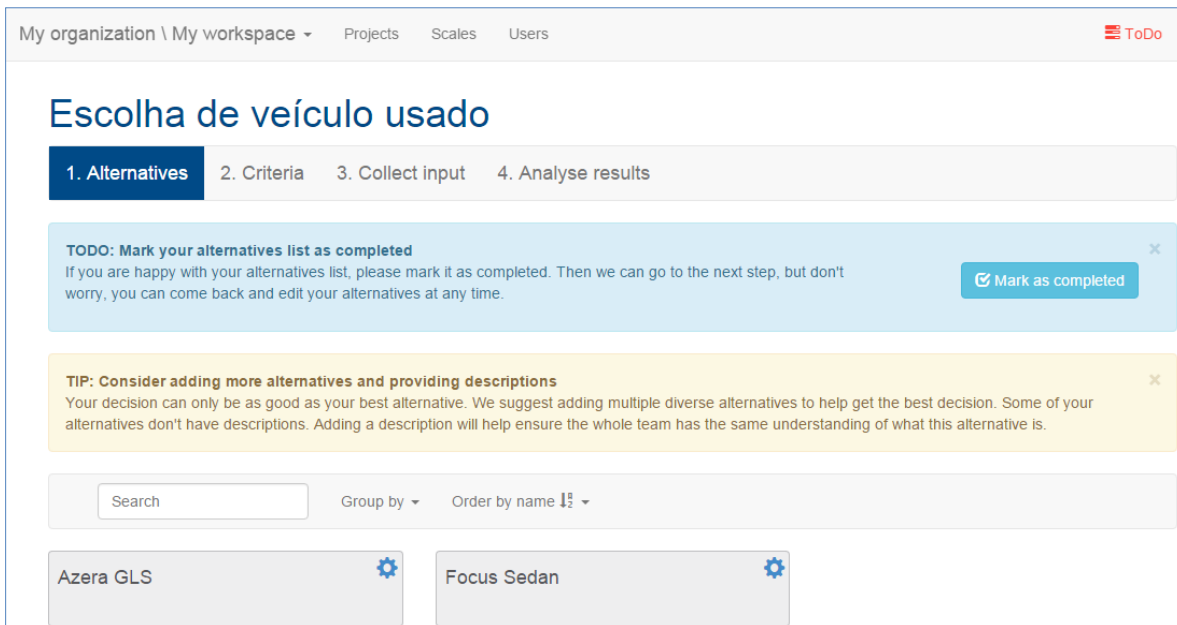 My organization \ My workspace Projects Scales Users ToDo
Escolha de veículo usado
1. Alternatives 2. Criteria 3. Collect input 4. Analyse results
TODO: Mark your alternatives list as completed
If you are happy with your alternatives list, please mark it as completed. Then we can go to the next step, but don't
worry, you can come back and edit your alternatives at any time.
Mark as completed
TIP: Consider adding more alternatives and providing descriptions
Your decision can only be as good as your best alternative. We suggest adding multiple diverse alternatives to help get the best decision. Some of your
alternatives don't have descriptions. Adding a description will help ensure the whole team has the same understanding of what this alternative is.
Search Group by Order by name
Azera GLS Focus Sedan